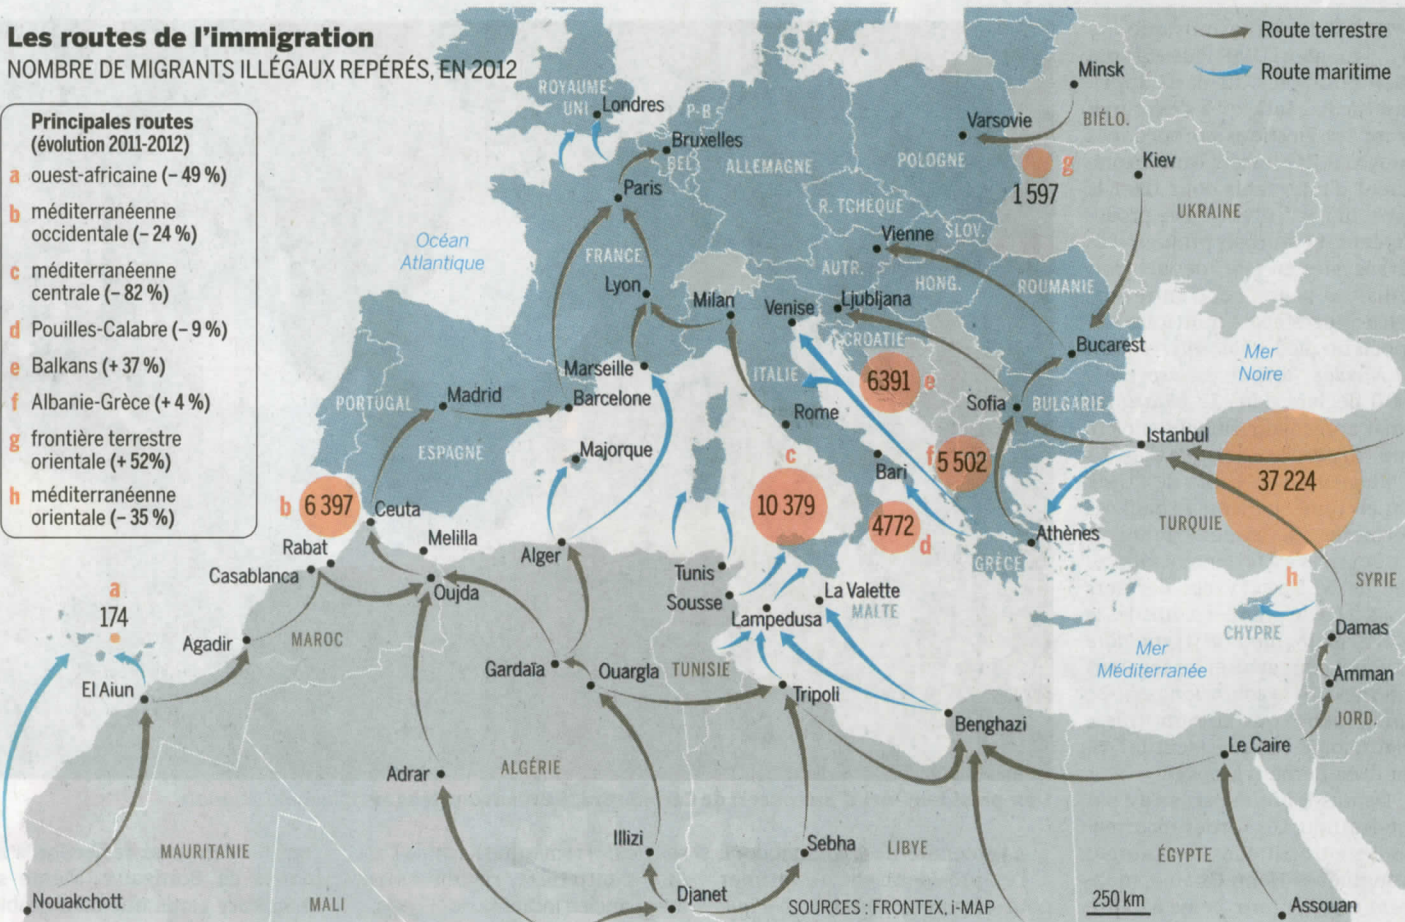 Les routes de l'immigration
NOMBRE DE MIGRANTS ILLÉGAUX REPÉRÉS, EN 2012
Principales routes
(évolution 2011-2012)
a ouest-africaine (– 49 %)
b méditerranéenne
occidentale (– 24 %)
c méditerranéenne
centrale (– 82 %)
d Pouilles-Calabre (– 9 %)
e Balkans (+ 37 %)
f Albanie-Grèce (+ 4 %)
g frontière terrestre
orientale (+ 52%)
h méditerranéenne
orientale (– 35 %)
Route terrestre
Route maritime
ROYAUME-
UNI
Londres
P-B
Bruxelles
BEL
Paris
ALLEMAGNE
Varsovie
POLOGNE
Minsk
BIÉLO.
g
1 597
Kiev
UKRAINE
R. TCHEQUE
SLOV.
Vienne
AUTR.
HONG.
ROUMANIE
Océan
Atlantique
FRANCE
Lyon
Milan
Venise
Ljubljana
CROATIE
Bucarest
Mer
Noire
Marseille
ITALIE
6391
e
PORTUGAL
Madrid
Barcelone
Rome
Sofia
BULGARIE
Istanbul
ESPAGNE
Majorque
c
10 379
Bari
f
5 502
37 224
b
6 397
Ceuta
4772
d
Athènes
TURQUIE
GRÈCE
h
Melilla
Rabat
Casablanca
Oujda
Alger
Tunis
Sousse
Lampedusa
La Valette
MALTE
SYRIE
CHYPRE
Damas
a
174
Agadir
MAROC
Gardaïa
Ouargla
TUNISIE
Tripoli
Mer
Méditerranée
Amman
JORD.
El Aiun
Benghazi
Le Caire
Adrar
ALGÉRIE
Illizi
Sebha
LIBYE
ÉGYPTE
MAURITANIE
Nouakchott
MALI
Djanet
SOURCES : FRONTEX, i-MAP
250 km
Assouan